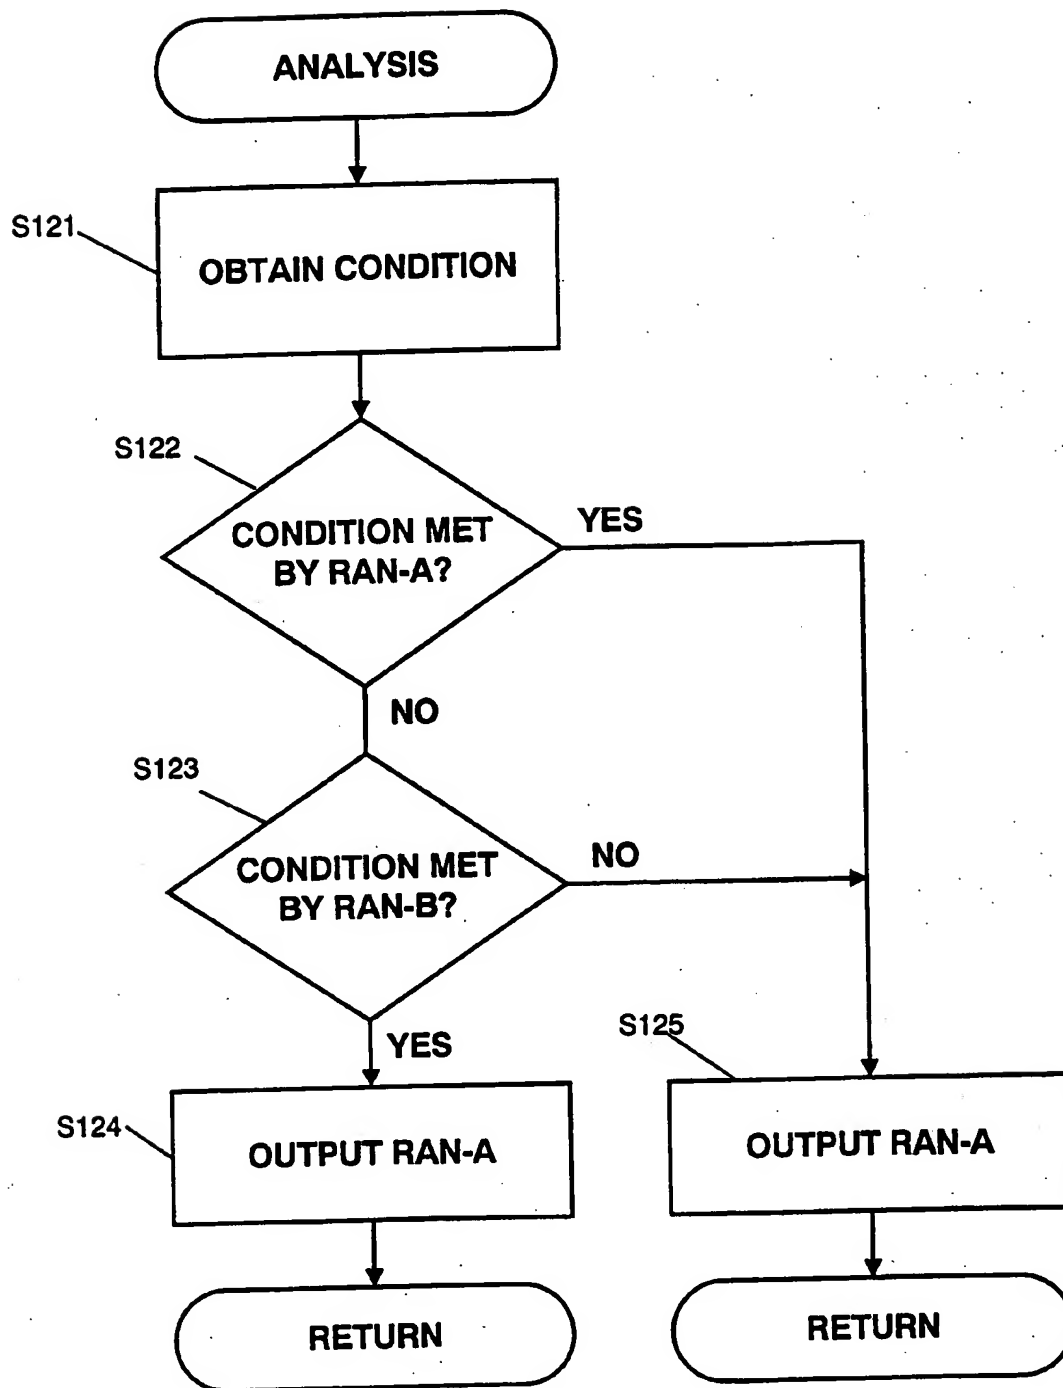 ANALYSIS
S121
OBTAIN CONDITION
S122
CONDITION MET
BY RAN-A?
YES
NO
S123
CONDITION MET
BY RAN-B?
NO
YES
S125
S124
OUTPUT RAN-A
OUTPUT RAN-A
RETURN
RETURN